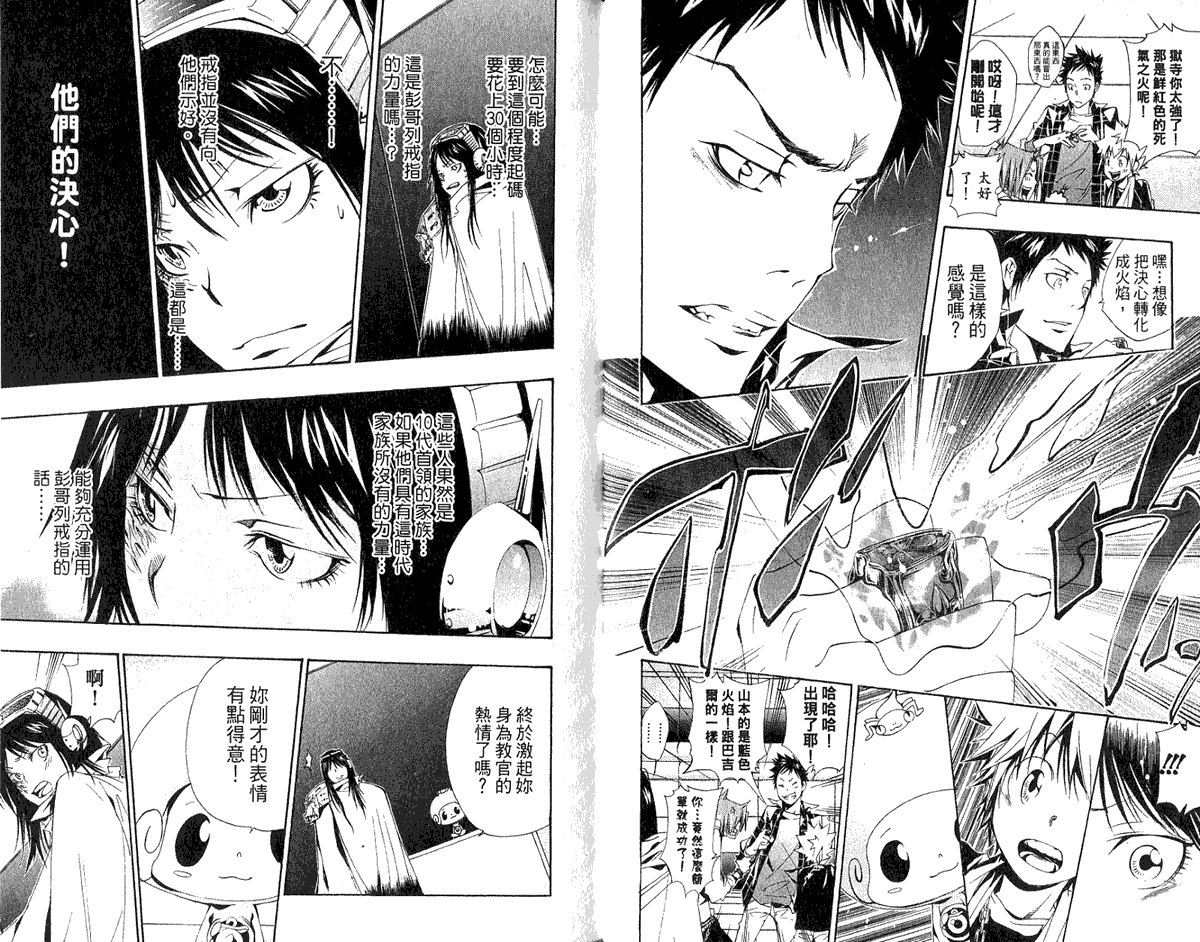 獄寺你太強了！
那是鮮紅色的死
氣之火呢！
這東西
真的能冒出
那東西嗎？
哎呀！這才
剛開始呢！
太好
了！
嘿…想像
把決心轉化
成火焰，
是這樣的
感覺嗎？
!!!
哈哈哈！
出現了耶！
山本的是藍色
火焰！跟巴吉
爾的一樣！
……
你…竟然這麼簡
單就成功了！
怎麼可能…
要到這個程度起碼
要花上30個小時…
這是彭哥列戒指
的力量嗎…？
不……！
戒指並沒有向
他們示好。
這都是……
他們的決心！
這些人果然是
10代首領的家族…
如果他們具有這時代
家族所沒有的力量…
能夠充分運用
彭哥列戒指的
話……
終於激起妳
身為教官的
熱情了嗎？
妳剛才的表情
有點得意！
啊！